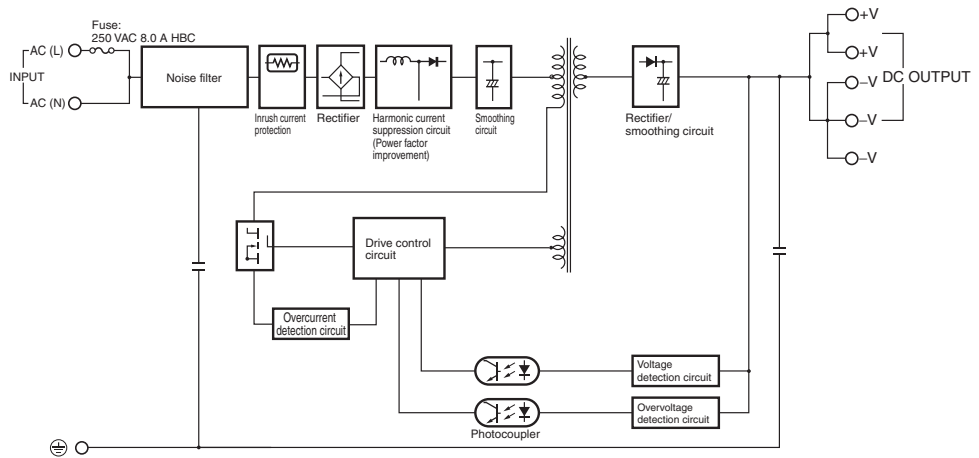 Fuse:
250 VAC 8.0 A HBC
AC (L)
INPUT
AC (N)
Noise filter
Inrush current
protection
Rectifier
Harmonic current
suppression circuit
(Power factor
improvement)
Smoothing
circuit
Rectifier/
smoothing circuit
+V
+V
–V
DC OUTPUT
–V
–V
Drive control
circuit
Overcurrent
detection circuit
Voltage
detection circuit
Overvoltage
detection circuit
Photocoupler